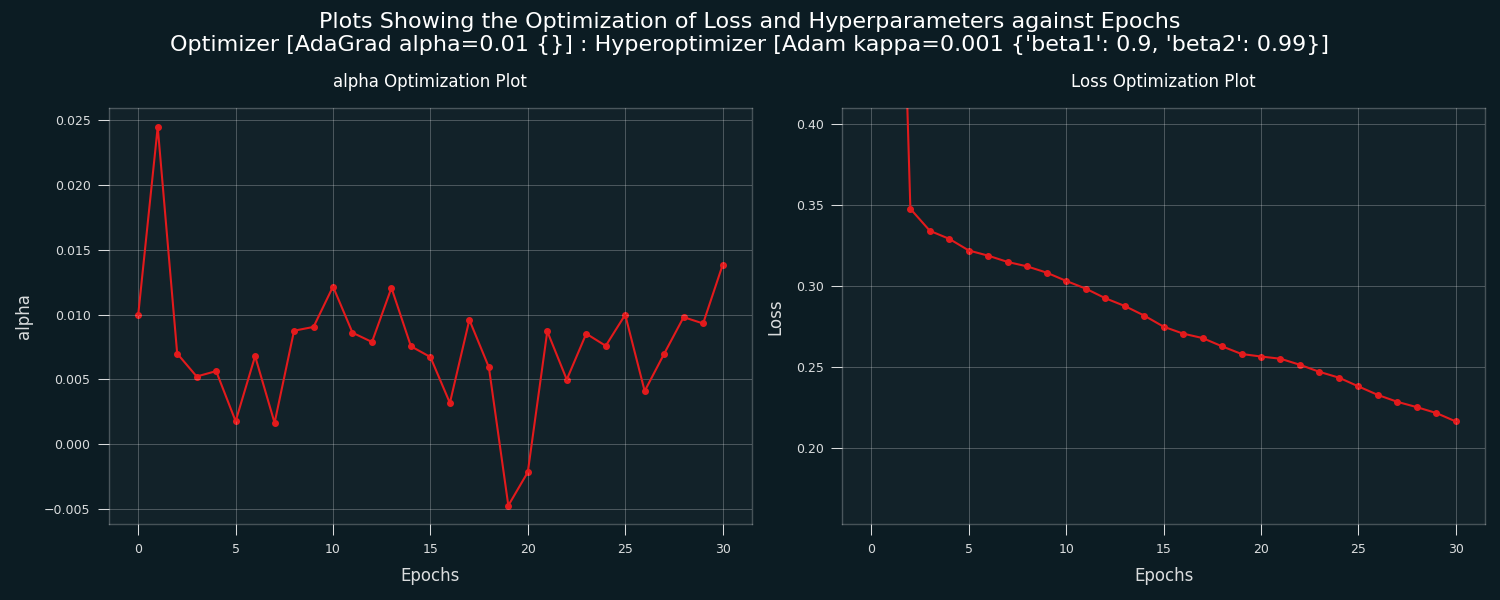 Plots Showing the Optimization of Loss and Hyperparameters against Epochs
Optimizer [AdaGrad alpha=0.01 {}] : Hyperoptimizer [Adam kappa=0.001 {'beta1': 0.9, 'beta2': 0.99}]
alpha Optimization Plot
0.025
0.020
0.015
0.010
0.005
0.000
−0.005
alpha
0 5 10 15 20 25 30
Epochs
Loss Optimization Plot
0.40
0.35
0.30
0.25
0.20
Loss
0 5 10 15 20 25 30
Epochs